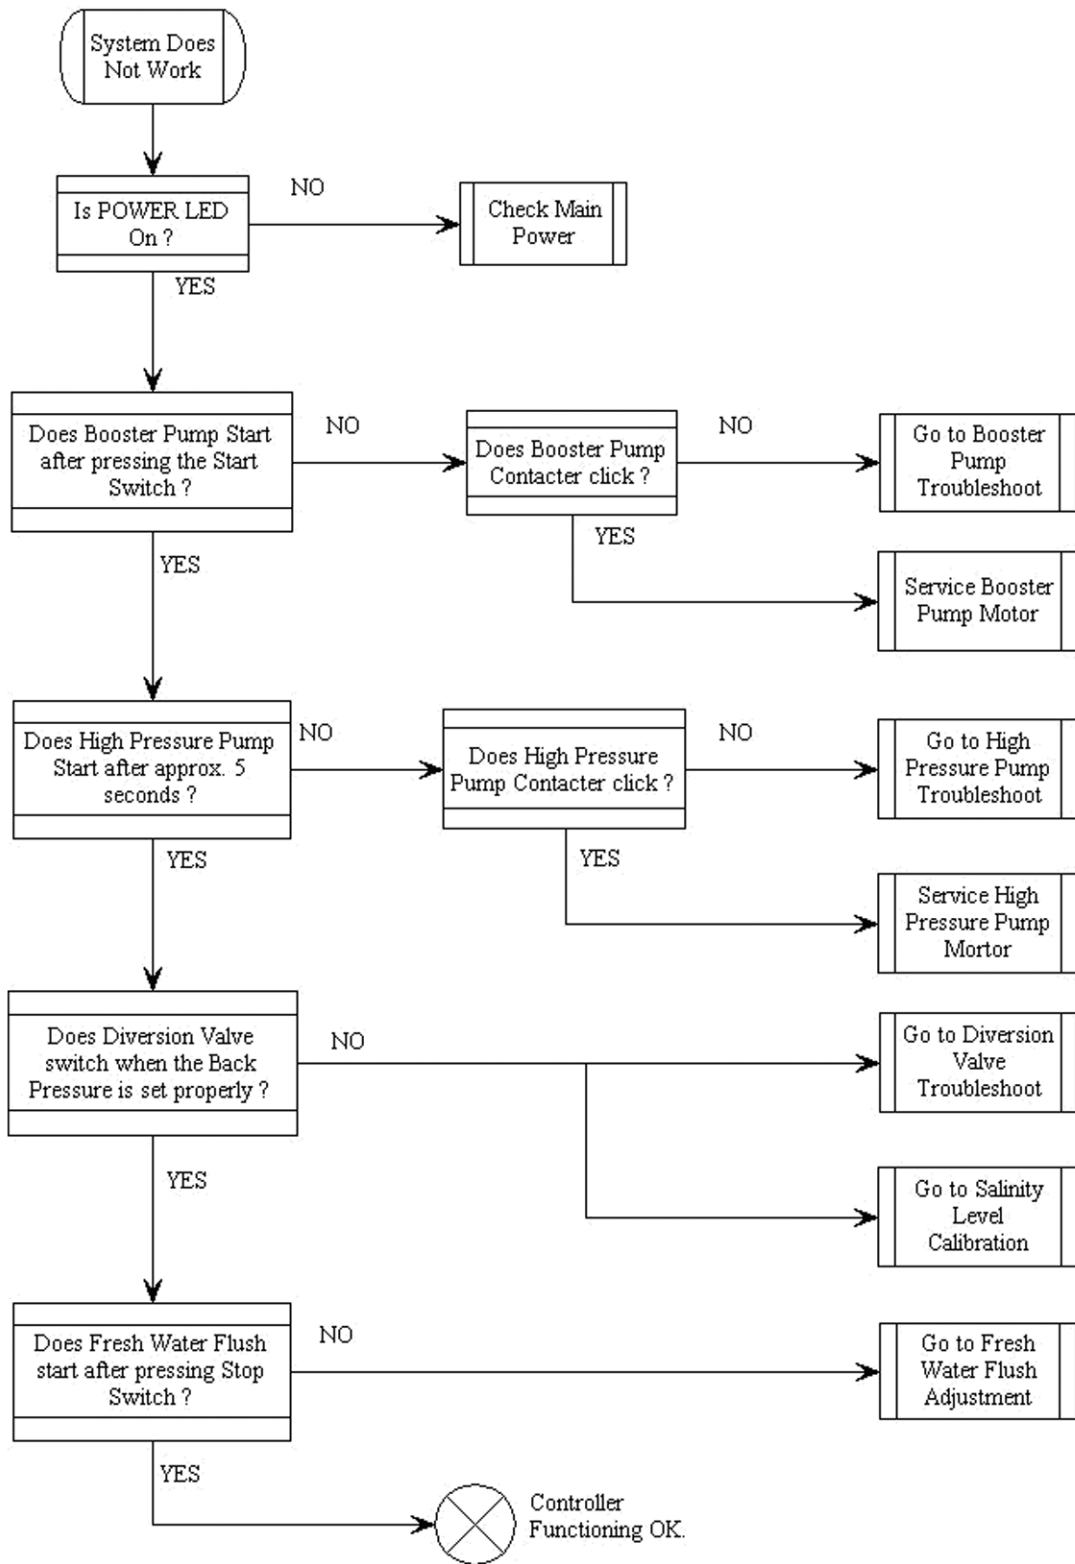 System Does
Not Work
Is POWER LED
On ?
NO
Check Main
Power
YES
Does Booster Pump Start
after pressing the Start
Switch ?
NO
Does Booster Pump
Contacter click ?
NO
Go to Booster
Pump
Troubleshoot
YES
Service Booster
Pump Motor
YES
Does High Pressure Pump
Start after approx. 5
seconds ?
NO
Does High Pressure
Pump Contacter click ?
NO
Go to High
Pressure Pump
Troubleshoot
YES
Service High
Pressure Pump
Mortor
YES
Does Diversion Valve
switch when the Back
Pressure is set properly ?
NO
Go to Diversion
Valve
Troubleshoot
Go to Salinity
Level
Calibration
YES
Does Fresh Water Flush
start after pressing Stop
Switch ?
NO
Go to Fresh
Water Flush
Adjustment
YES
Controller
Functioning OK.